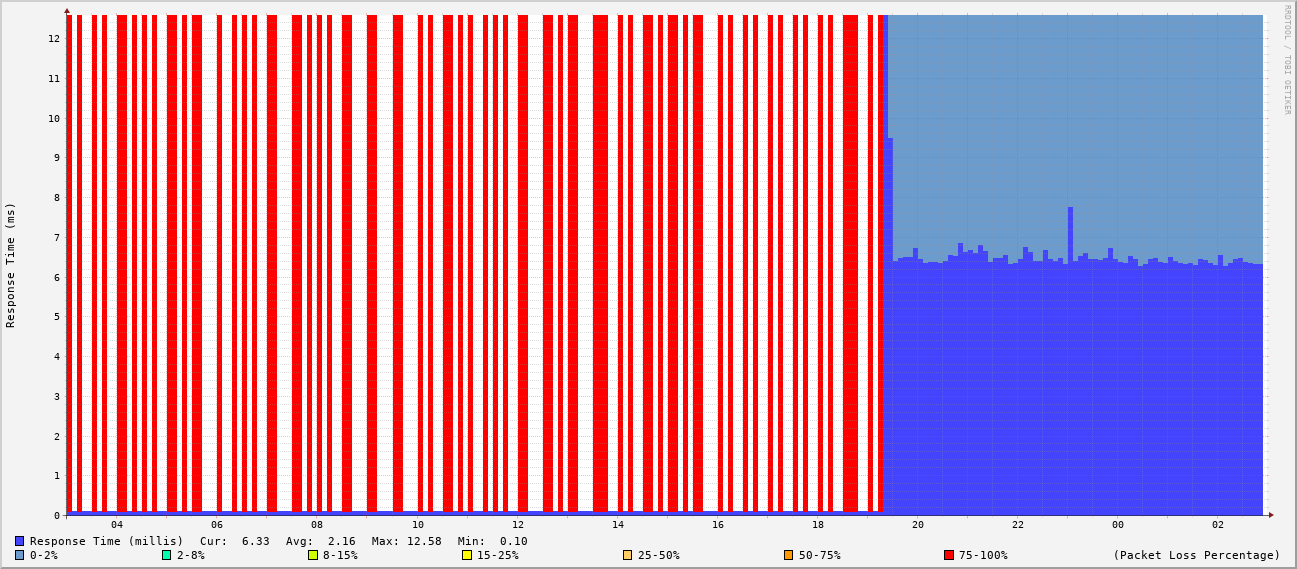 RRDTOOL / TOBI OETIKER
Response Time (ms)
12
11
10
9
8
7
6
5
4
3
2
1
0
04 06 08 10 12 14 16 18 20 22 00 02
Response Time (millis) Cur: 6.33 Avg: 2.16 Max: 12.58 Min: 0.10
0-2% 2-8% 8-15% 15-25% 25-50% 50-75% 75-100% (Packet Loss Percentage)